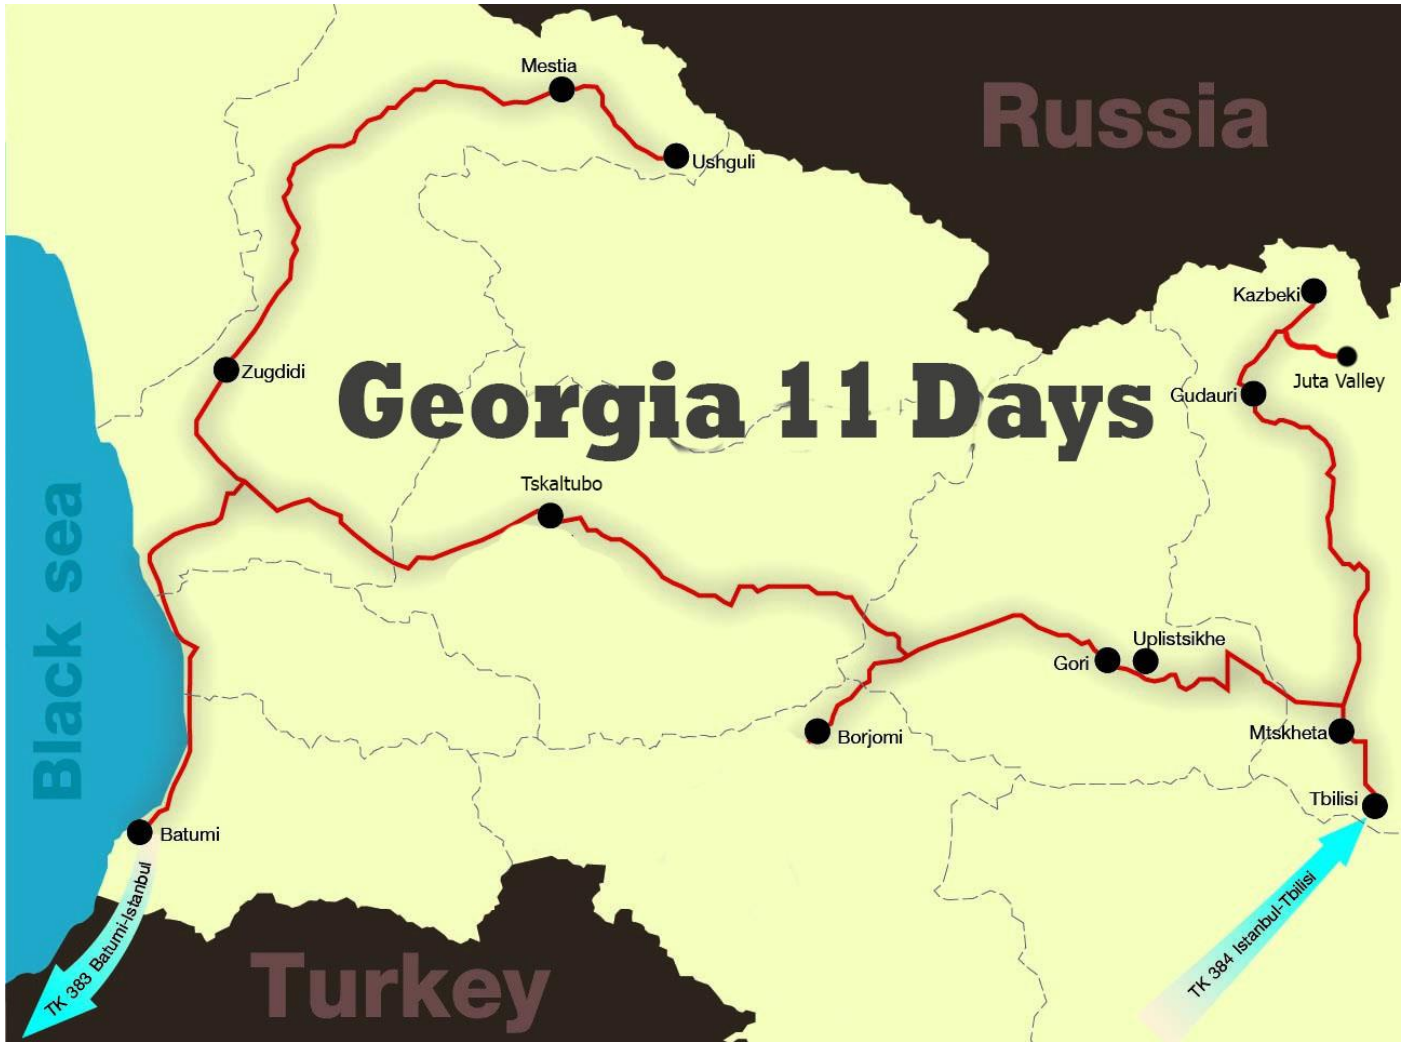 Mestia
Russia
Ushguli
Kazbeki
Zugdidi
Georgia 11 Days
Juta Valley
Gudauri
Tskaltubo
Black sea
Uplistsikhe
Gori
Borjomi
Mtskheta
Tbilisi
Batumi
TK 383 Batumi-Istanbul
TK 384 Istanbul-Tbilisi
Turkey